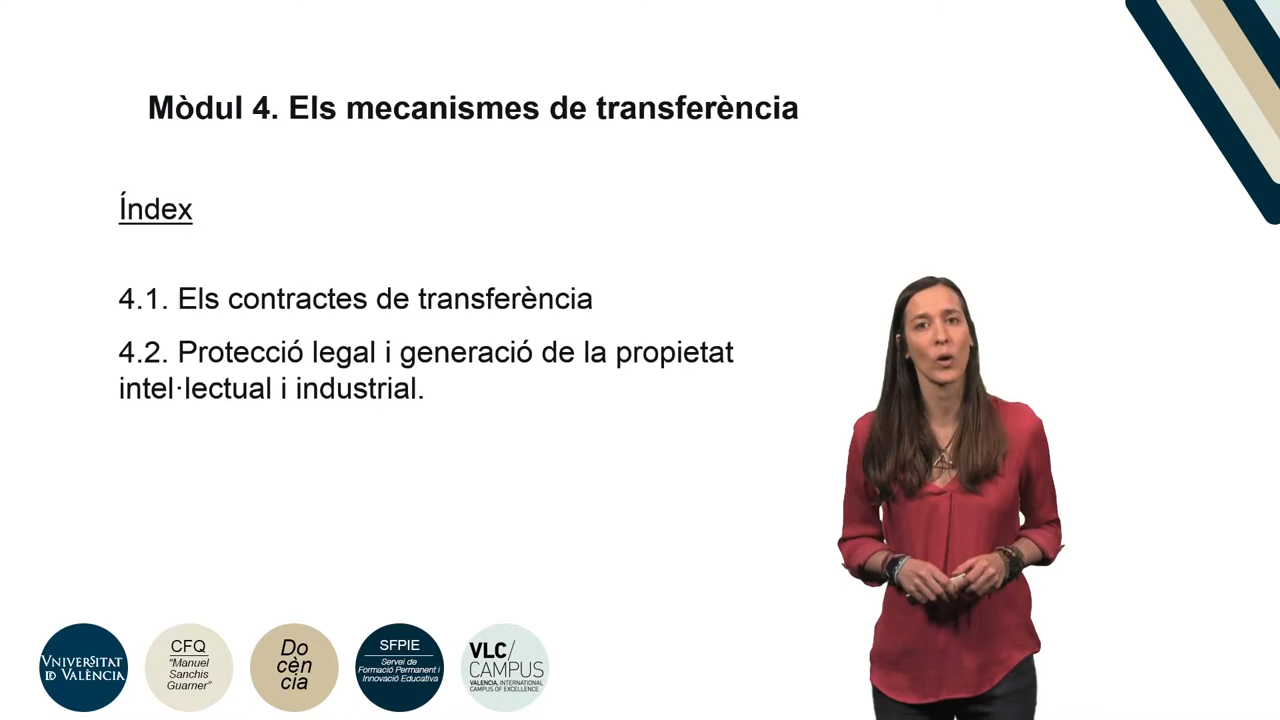 Mòdul 4. Els mecanismes de transferència
Índex
4.1. Els contractes de transferència
4.2. Protecció legal i generació de la propietat
intel·lectual i industrial.
VNIVERSITAT
ID VALÈNCIA
CFQ
"Manuel
Sanchis
Guarner"
Do
cèn
cia
SFPIE
Servei de
Formació Permanent i
Innovació Educativa
VLC/
CAMPUS
VALENCIA, INTERNATIONAL
CAMPUS OF EXCELLENCE